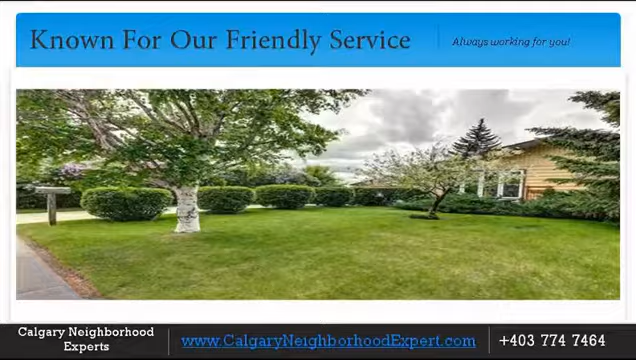 Known For Our Friendly Service
Always working for you!
Calgary Neighborhood
Experts
www.CalgaryNeighborhoodExpert.com
+403 774 7464